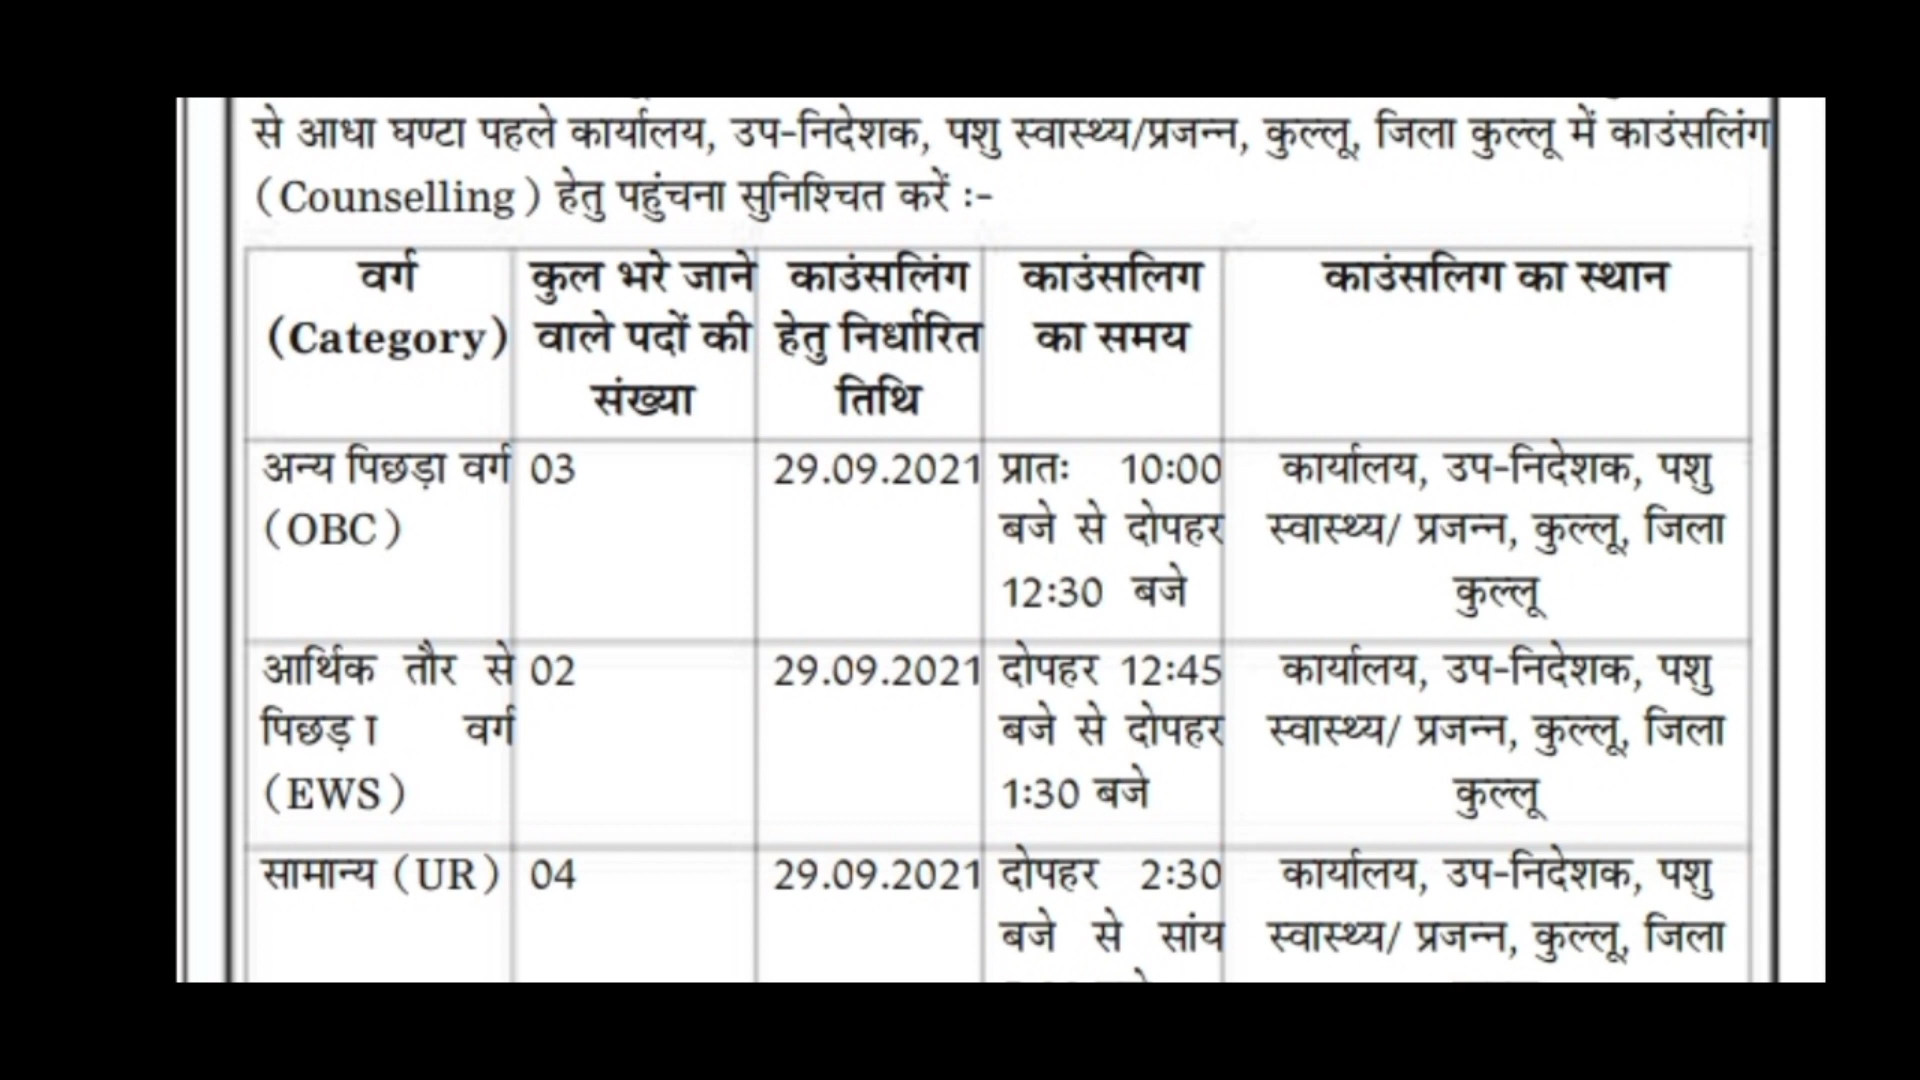 से आधा घण्टा पहले कार्यालय, उप-निदेशक, पशु स्वास्थ्य/प्रजन्न, कुल्लू, जिला कुल्लू में काउंसलिंग
(Counselling) हेतु पहुंचना सुनिश्चित करें :-
वर्ग
(Category)
कुल भरे जाने
वाले पदों की
संख्या
काउंसलिंग
हेतु निर्धारित
तिथि
काउंसलिग
का समय
काउंसलिग का स्थान
अन्य पिछड़ा वर्ग
(OBC)
03
29.09.2021
प्रातः 10:00
बजे से दोपहर
12:30 बजे
कार्यालय, उप-निदेशक, पशु
स्वास्थ्य/ प्रजन्न, कुल्लू, जिला
कुल्लू
आर्थिक तौर से
पिछड़ा वर्ग
(EWS)
02
29.09.2021
दोपहर 12:45
बजे से दोपहर
1:30 बजे
कार्यालय, उप-निदेशक, पशु
स्वास्थ्य/ प्रजन्न, कुल्लू, जिला
कुल्लू
सामान्य (UR)
04
29.09.2021
दोपहर 2:30
बजे से सांय
कार्यालय, उप-निदेशक, पशु
स्वास्थ्य/ प्रजन्न, कुल्लू, जिला